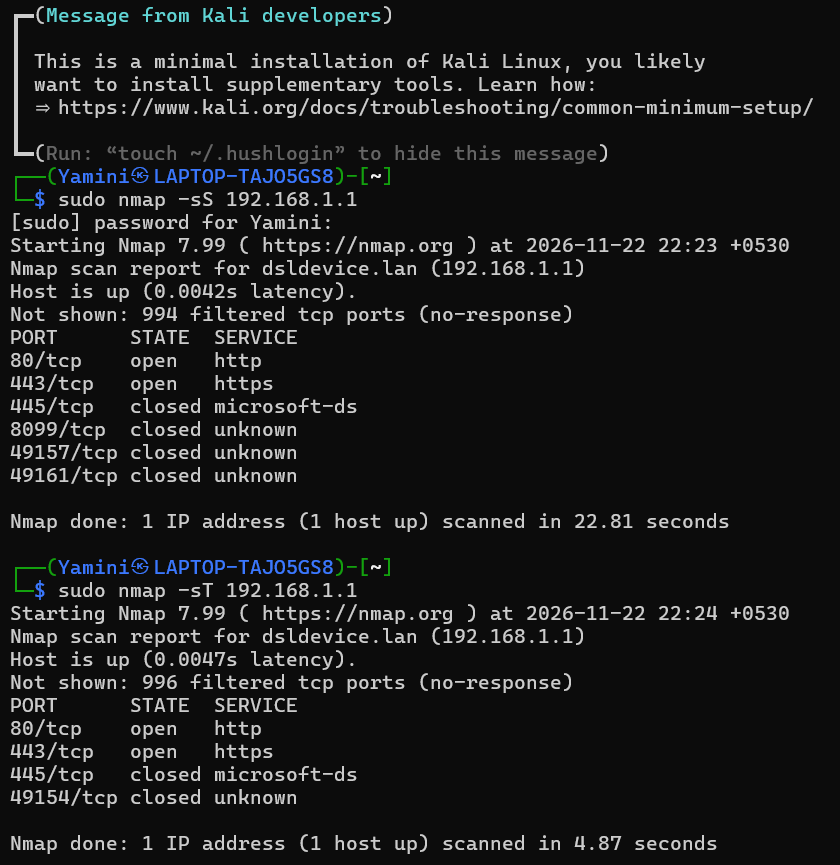 (Message from Kali developers)
This is a minimal installation of Kali Linux, you likely
want to install supplementary tools. Learn how:
⇒ https://www.kali.org/docs/troubleshooting/common-minimum-setup/
(Run: “touch ~/.hushlogin” to hide this message)
(Yamini㉿LAPTOP-TAJO5GS8)-[~]
$ sudo nmap -sS 192.168.1.1
[sudo] password for Yamini:
Starting Nmap 7.99 ( https://nmap.org ) at 2026-11-22 22:23 +0530
Nmap scan report for dsldevice.lan (192.168.1.1)
Host is up (0.0042s latency).
Not shown: 994 filtered tcp ports (no-response)
PORT      STATE  SERVICE
80/tcp    open   http
443/tcp   open   https
445/tcp   closed microsoft-ds
8099/tcp  closed unknown
49157/tcp closed unknown
49161/tcp closed unknown
Nmap done: 1 IP address (1 host up) scanned in 22.81 seconds
(Yamini㉿LAPTOP-TAJO5GS8)-[~]
$ sudo nmap -sT 192.168.1.1
Starting Nmap 7.99 ( https://nmap.org ) at 2026-11-22 22:24 +0530
Nmap scan report for dsldevice.lan (192.168.1.1)
Host is up (0.0047s latency).
Not shown: 996 filtered tcp ports (no-response)
PORT      STATE  SERVICE
80/tcp    open   http
443/tcp   open   https
445/tcp   closed microsoft-ds
49154/tcp closed unknown
Nmap done: 1 IP address (1 host up) scanned in 4.87 seconds